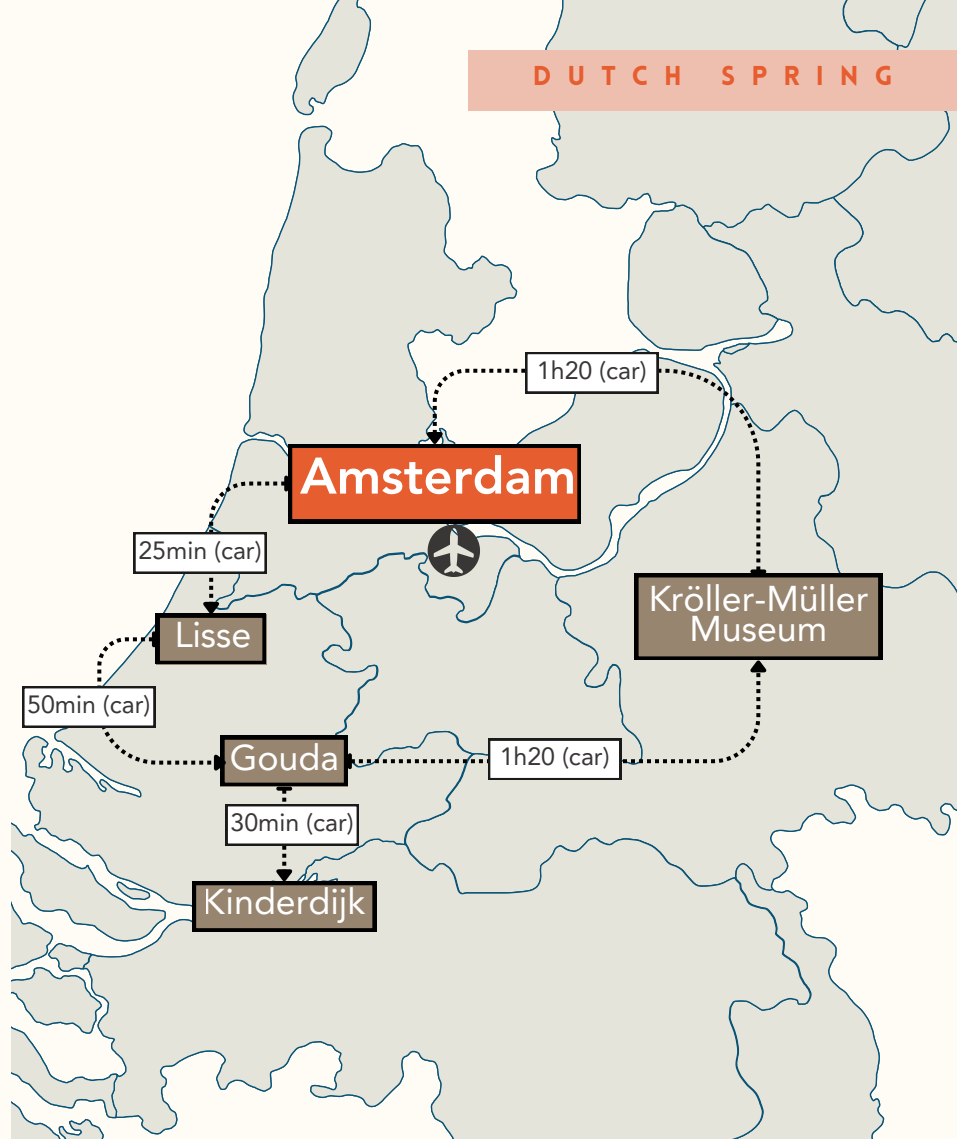 DUTCH SPRING
1h20 (car)
Amsterdam
25min (car)
Kröller-Müller
Museum
Lisse
50min (car)
Gouda
1h20 (car)
30min (car)
Kinderdijk